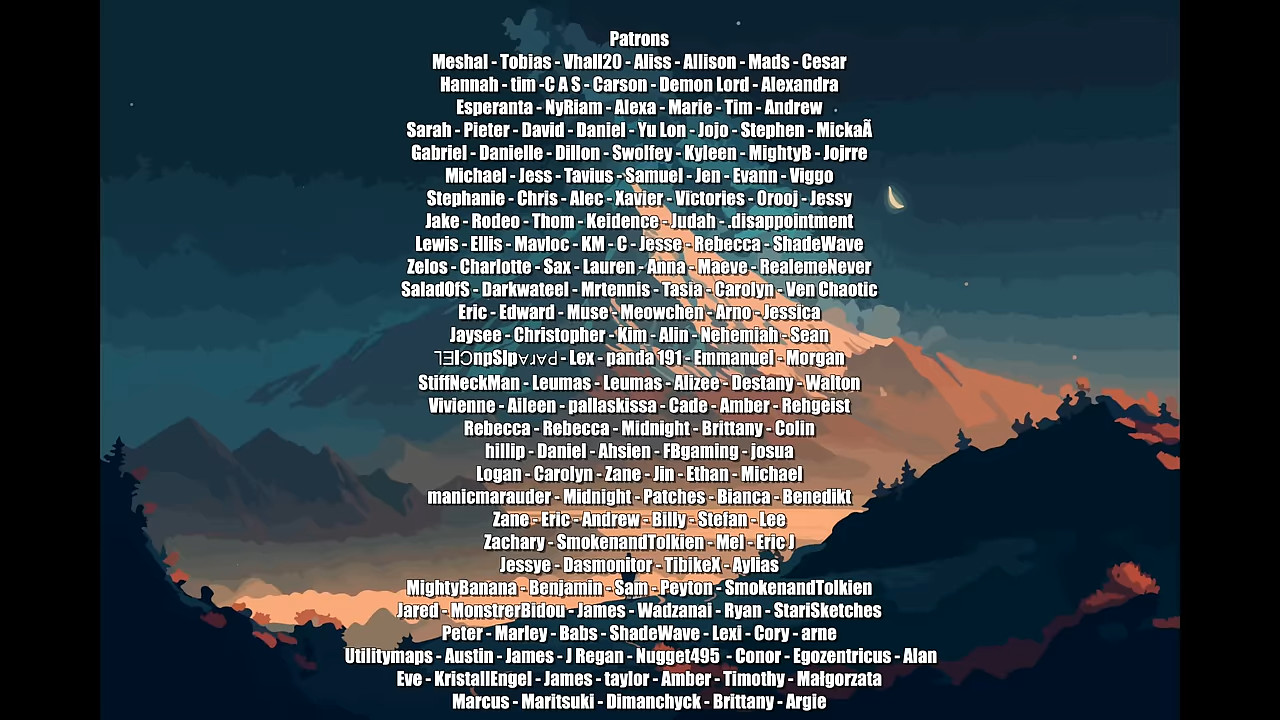 Patrons
Meshal - Tobias - Vhall20 - Aliss - Allison - Mads - Cesar
Hannah - tim -C A S - Carson - Demon Lord - Alexandra
Esperanta - NyRiam - Alexa - Marie - Tim - Andrew
Sarah - Pieter - David - Daniel - Yu Lon - Jojo - Stephen - MickaÃ
Gabriel - Danielle - Dillon - Swolfey - Kyleen - MightyB - Jojrre
Michael - Jess - Tavius - Samuel - Jen - Evann - Viggo
Stephanie - Chris - Alec - Xavier - Victories - Orooj - Jessy
Jake - Rodeo - Thom - Keidence - Judah - .disappointment
Lewis - Ellis - Mavloc - KM - C - Jesse - Rebecca - ShadeWave
Zelos - Charlotte - Sax - Lauren - Anna - Maeve - RealemeNever
SaladOfS - Darkwateel - Mrtennis - Tasia - Carolyn - Ven Chaotic
Eric - Edward - Muse - Meowchen - Arno - Jessica
Jaysee - Christopher - Kim - Alin - Nehemiah - Sean
- Lex - panda 191 - Emmanuel - Morgan
StiffNeckMan - Leumas - Leumas - Alizee - Destany - Walton
Vivienne - Aileen - pallaskissa - Cade - Amber - Rehgeist
Rebecca - Rebecca - Midnight - Brittany - Colin
hillip - Daniel - Ahsien - FBgaming - josua
Logan - Carolyn - Zane - Jin - Ethan - Michael
manicmarauder - Midnight - Patches - Bianca - Benedikt
Zane - Eric - Andrew - Billy - Stefan - Lee
Zachary - SmokenandTolkien - Mel - Eric J
Jessye - Dasmonitor - TibikeX - Aylias
MightyBanana - Benjamin - Sam - Peyton - SmokenandTolkien
Jared - MonstrerBidou - James - Wadzanai - Ryan - StariSketches
Peter - Marley - Babs - ShadeWave - Lexi - Cory - arne
Utilitymaps - Austin - James - J Regan - Nugget495 - Conor - Egozentricus - Alan
Eve - KristallEngel - James - taylor - Amber - Timothy - Małgorzata
Marcus - Maritsuki - Dimanchyck - Brittany - Argie